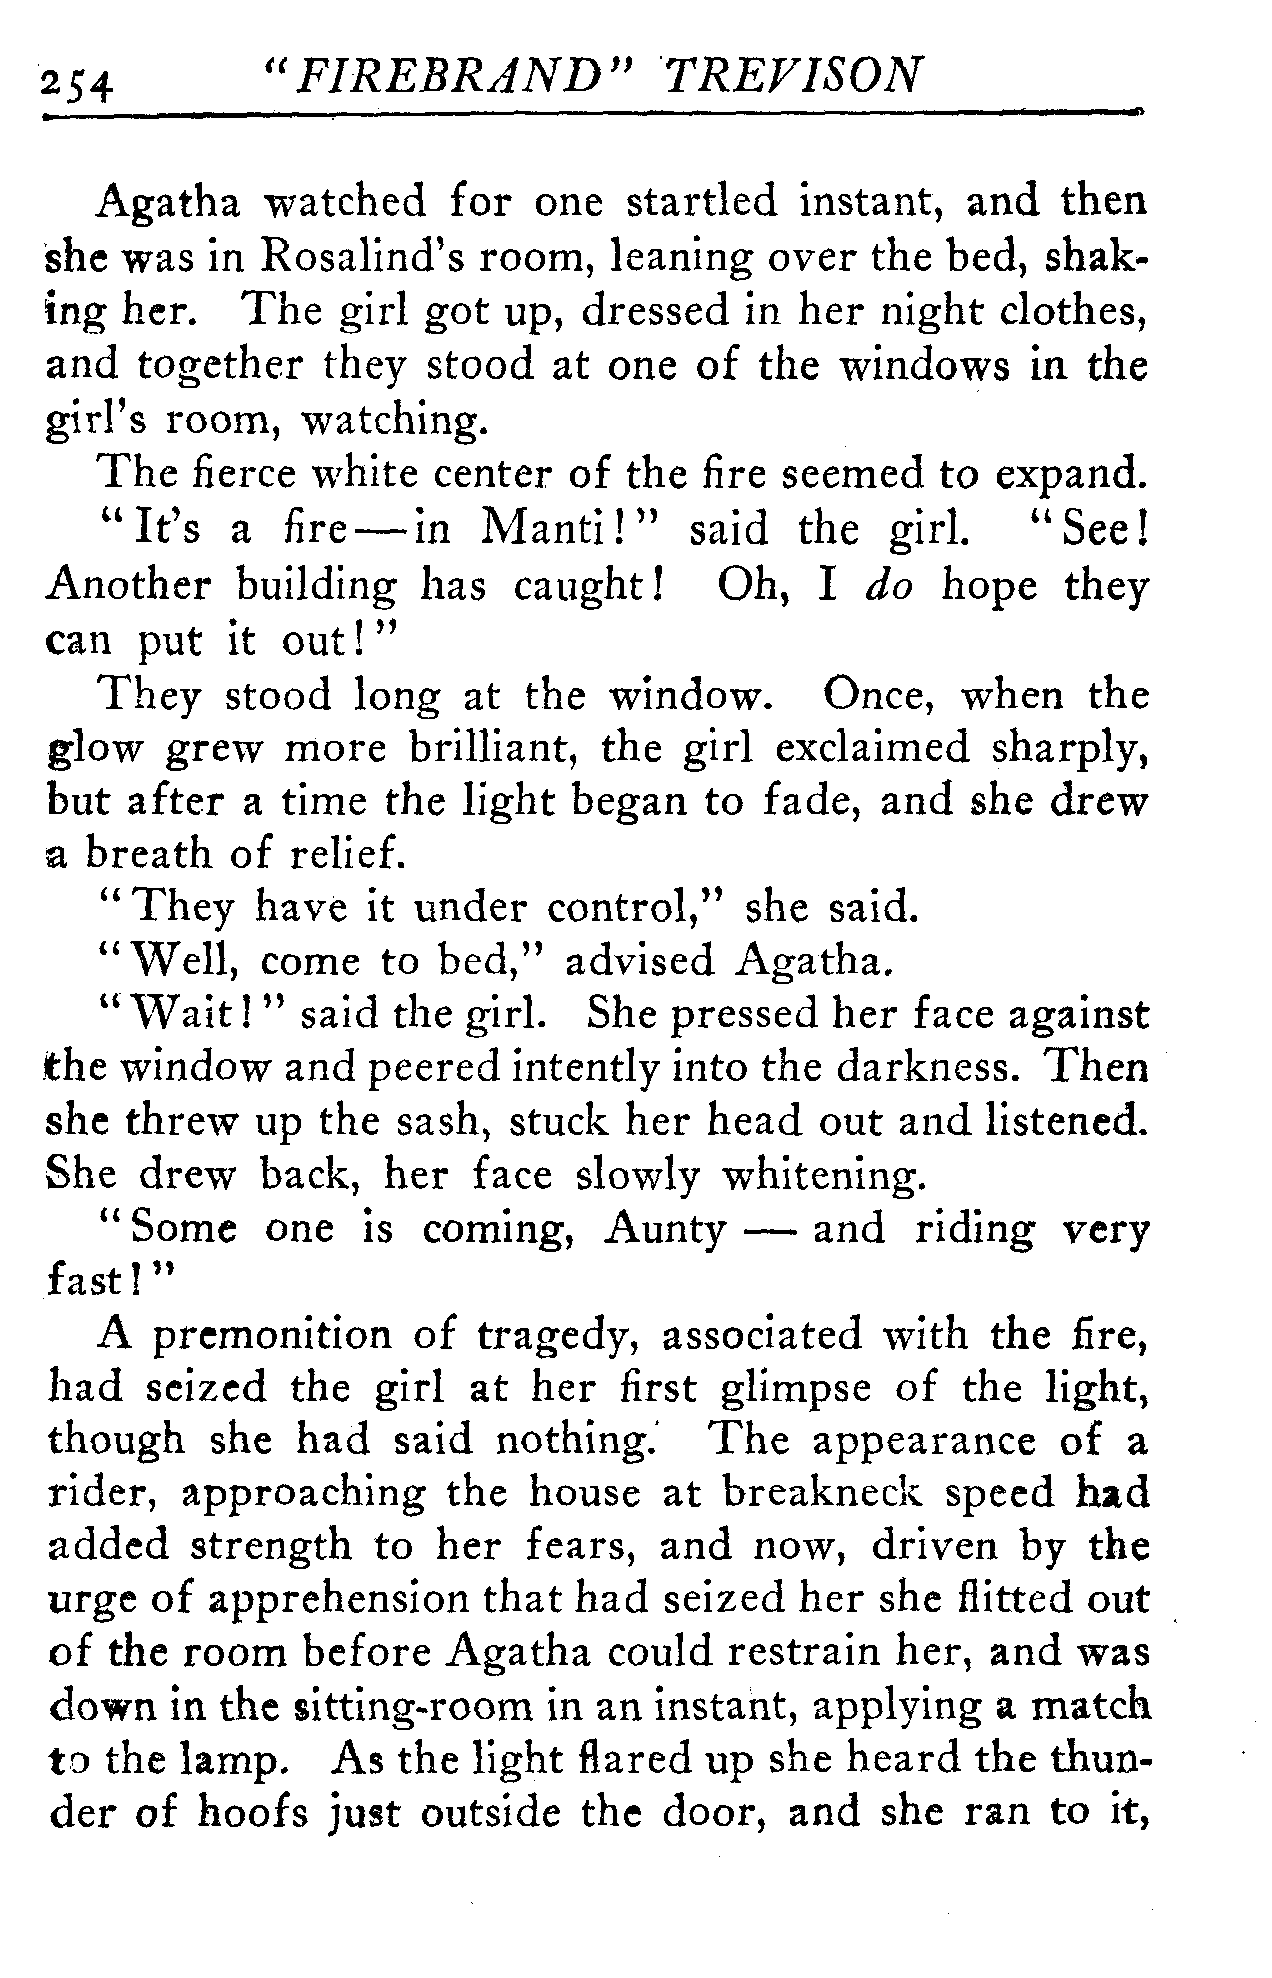 254 "FIREBRAND" TREVISON
Agatha watched for one startled instant, and then
she was in Rosalind's room, leaning over the bed, shak-
ing her. The girl got up, dressed in her night clothes,
and together they stood at one of the windows in the
girl's room, watching.
The fierce white center of the fire seemed to expand.
"It's a fire—in Manti!" said the girl. "See!
Another building has caught! Oh, I do hope they
can put it out!"
They stood long at the window. Once, when the
glow grew more brilliant, the girl exclaimed sharply,
but after a time the light began to fade, and she drew
a breath of relief.
"They have it under control," she said.
"Well, come to bed," advised Agatha.
"Wait!" said the girl. She pressed her face against
the window and peered intently into the darkness. Then
she threw up the sash, stuck her head out and listened.
She drew back, her face slowly whitening.
"Some one is coming, Aunty — and riding very
fast!"
A premonition of tragedy, associated with the fire,
had seized the girl at her first glimpse of the light,
though she had said nothing. The appearance of a
rider, approaching the house at breakneck speed had
added strength to her fears, and now, driven by the
urge of apprehension that had seized her she flitted out
of the room before Agatha could restrain her, and was
down in the sitting-room in an instant, applying a match
to the lamp. As the light flared up she heard the thun-
der of hoofs just outside the door, and she ran to it,